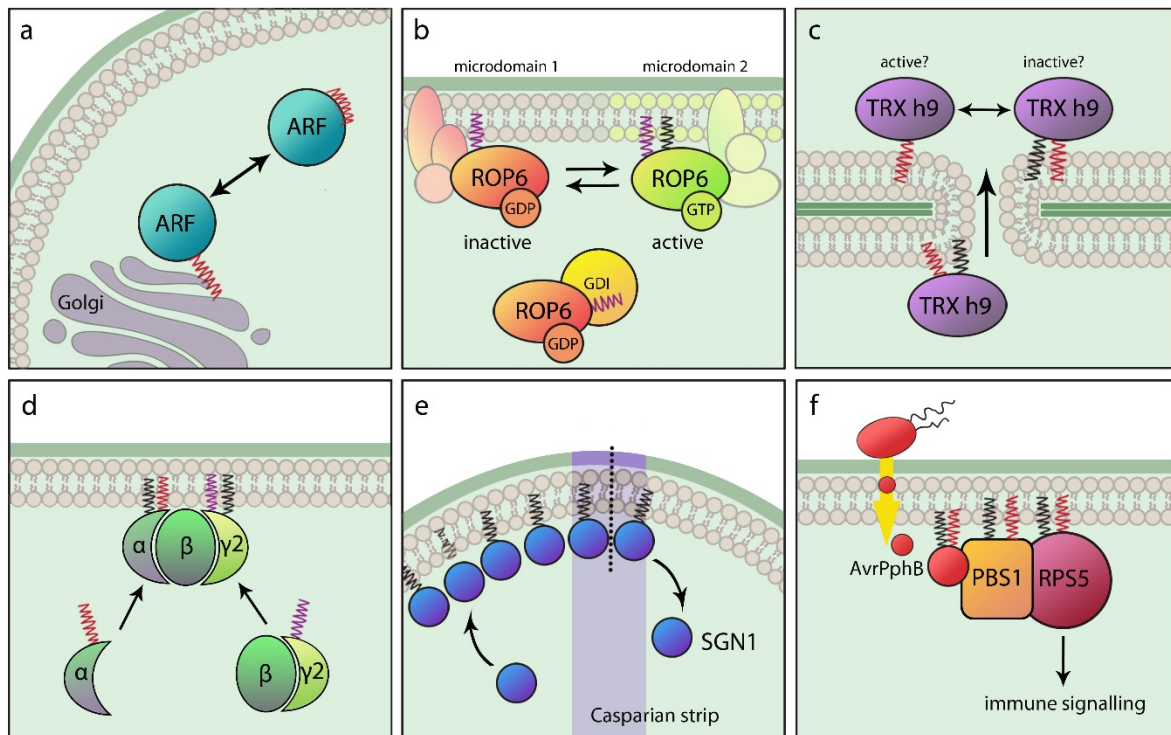 a
ARF
ARF
Golgi
b
microdomain 1
microdomain 2
ROP6
GDP
inactive
ROP6
GTP
active
GDI
ROP6
GDP
c
active?
inactive?
TRX h9
TRX h9
TRX h9
d
α
β
γ2
α
β
γ2
e
SGN1
Casparian strip
f
AvrPphB
PBS1
RPS5
immune signalling